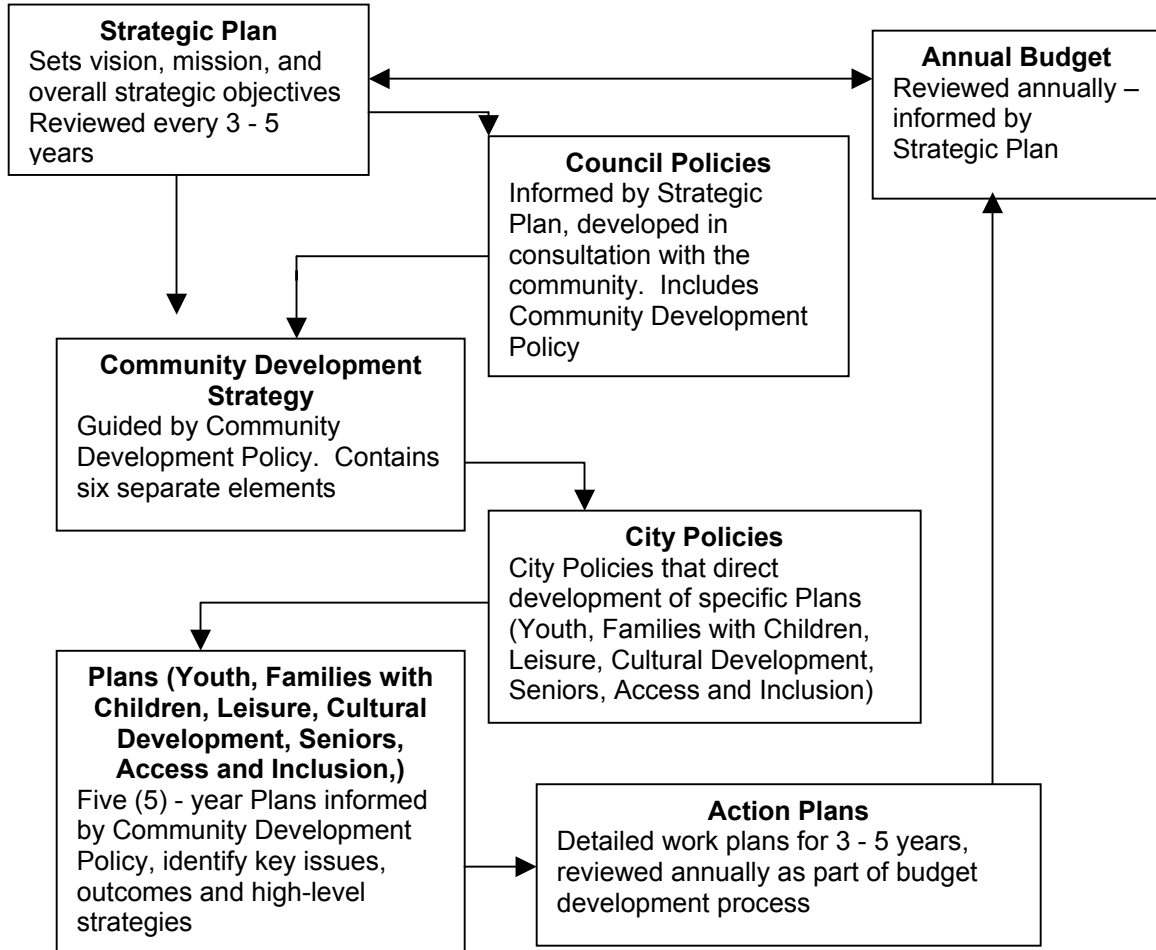 Strategic Plan
Sets vision, mission, and
overall strategic objectives
Reviewed every 3 - 5
years
Annual Budget
Reviewed annually –
informed by
Strategic Plan
Council Policies
Informed by Strategic
Plan, developed in
consultation with the
community.  Includes
Community Development
Policy
Community Development
Strategy
Guided by Community
Development Policy.  Contains
six separate elements
City Policies
City Policies that direct
development of specific Plans
(Youth, Families with Children,
Leisure, Cultural Development,
Seniors, Access and Inclusion)
Plans (Youth, Families with
Children, Leisure, Cultural
Development, Seniors,
Access and Inclusion,)
Five (5) - year Plans informed
by Community Development
Policy, identify key issues,
outcomes and high-level
strategies
Action Plans
Detailed work plans for 3 - 5 years,
reviewed annually as part of budget
development process